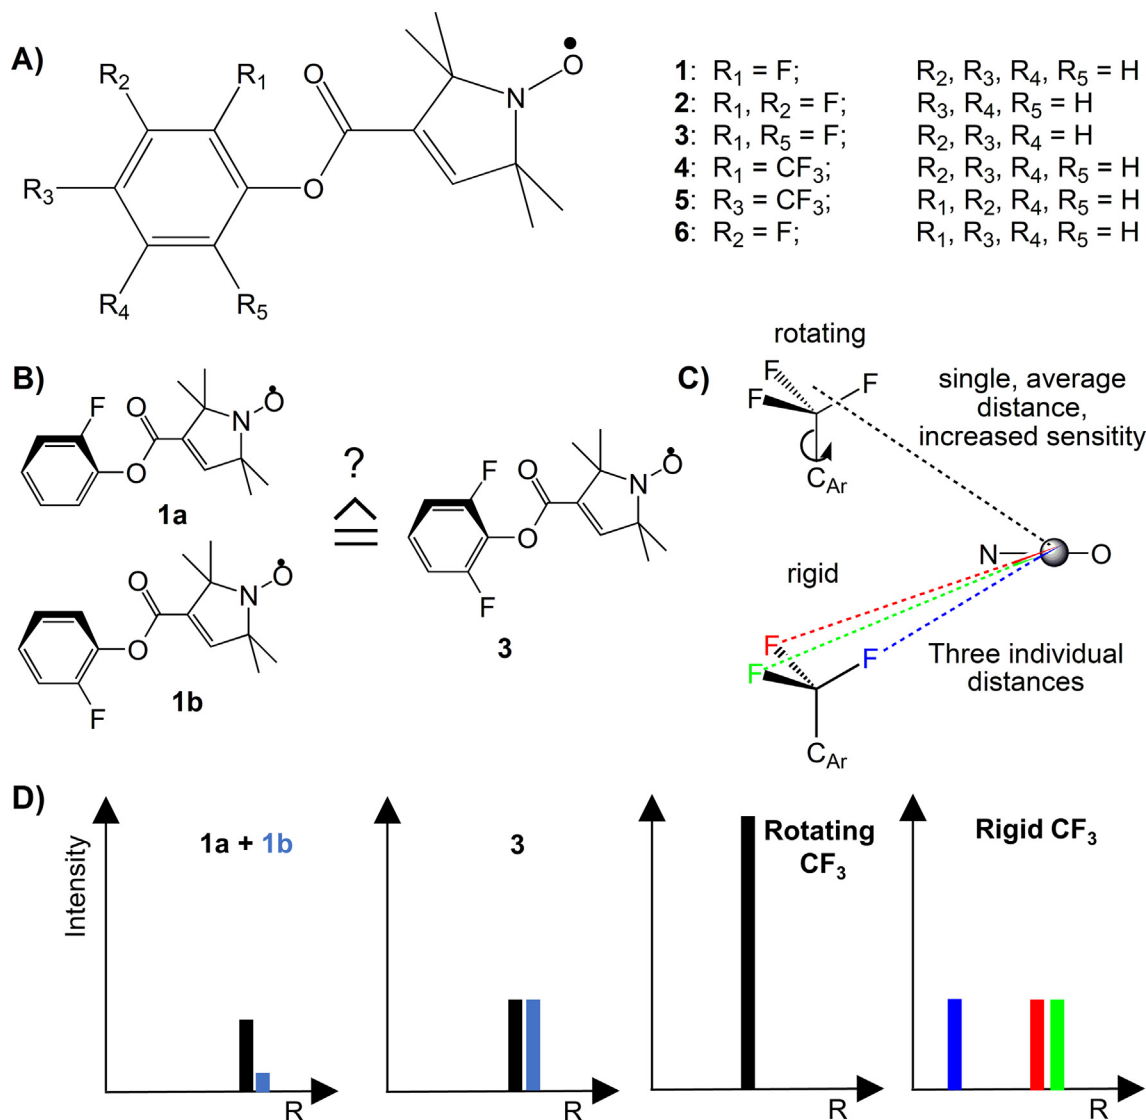 A)
R2
R1
O
O
N
R3
O
R4
R5
1: R1 = F; R2, R3, R4, R5 = H
2: R1, R2 = F; R3, R4, R5 = H
3: R1, R5 = F; R2, R3, R4 = H
4: R1 = CF3; R2, R3, R4, R5 = H
5: R3 = CF3; R1, R2, R4, R5 = H
6: R2 = F; R1, R3, R4, R5 = H
B)
F
O
O
N
O
1a
O
O
N
O
F
1b
?
F
O
O
N
O
F
3
C)
rotating
F
F
F
CAr
single, average
distance,
increased sensitity
N
O
rigid
F
F
F
CAr
Three individual
distances
D)
Intensity
1a + 1b
R
3
R
Rotating
CF3
R
Rigid CF3
R